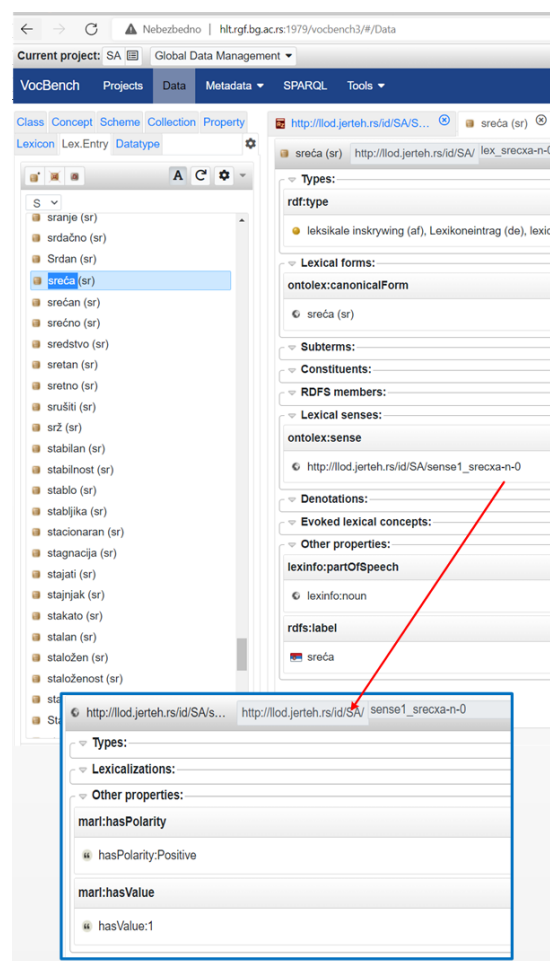 Nebezbedno | hlt.rgf.bg.ac.rs:1979/vocbench3/#/Data
Current project: SA Global Data Management
VocBench Projects Data Metadata SPARQL Tools
Class Concept Scheme Collection Property
Lexicon Lex.Entry Datatype
A
S
sranje (sr)
srdačno (sr)
Srdan (sr)
sreća (sr)
srećan (sr)
srećno (sr)
sredstvo (sr)
sretan (sr)
sretno (sr)
srušiti (sr)
srž (sr)
stabilan (sr)
stabilnost (sr)
stablo (sr)
stabljika (sr)
stacionaran (sr)
stagnacija (sr)
stajati (sr)
stajnjak (sr)
stakato (sr)
stalan (sr)
staložen (sr)
staloženost (sr)
sta
St
http://llod.jerteh.rs/id/SA/S... sreća (sr)
sreća (sr) http://llod.jerteh.rs/id/SA/ lex_srecxa-n-0
Types:
rdf:type
leksikale inskrywing (af), Lexikoneintrag (de), lexic
Lexical forms:
ontolex:canonicalForm
sreća (sr)
Subterms:
Constituents:
RDFS members:
Lexical senses:
ontolex:sense
http://llod.jerteh.rs/id/SA/sense1_srecxa-n-0
Denotations:
Evoked lexical concepts:
Other properties:
lexinfo:partOfSpeech
lexinfo:noun
rdfs:label
sreća
http://llod.jerteh.rs/id/SA/s... http://llod.jerteh.rs/id/SA/ sense1_srecxa-n-0
Types:
Lexicalizations:
Other properties:
marl:hasPolarity
hasPolarity:Positive
marl:hasValue
hasValue:1